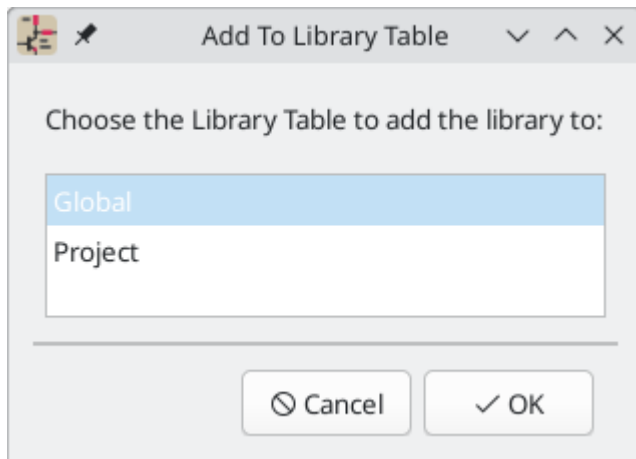 Add To Library Table
Choose the Library Table to add the library to:
Global
Project
Cancel
OK